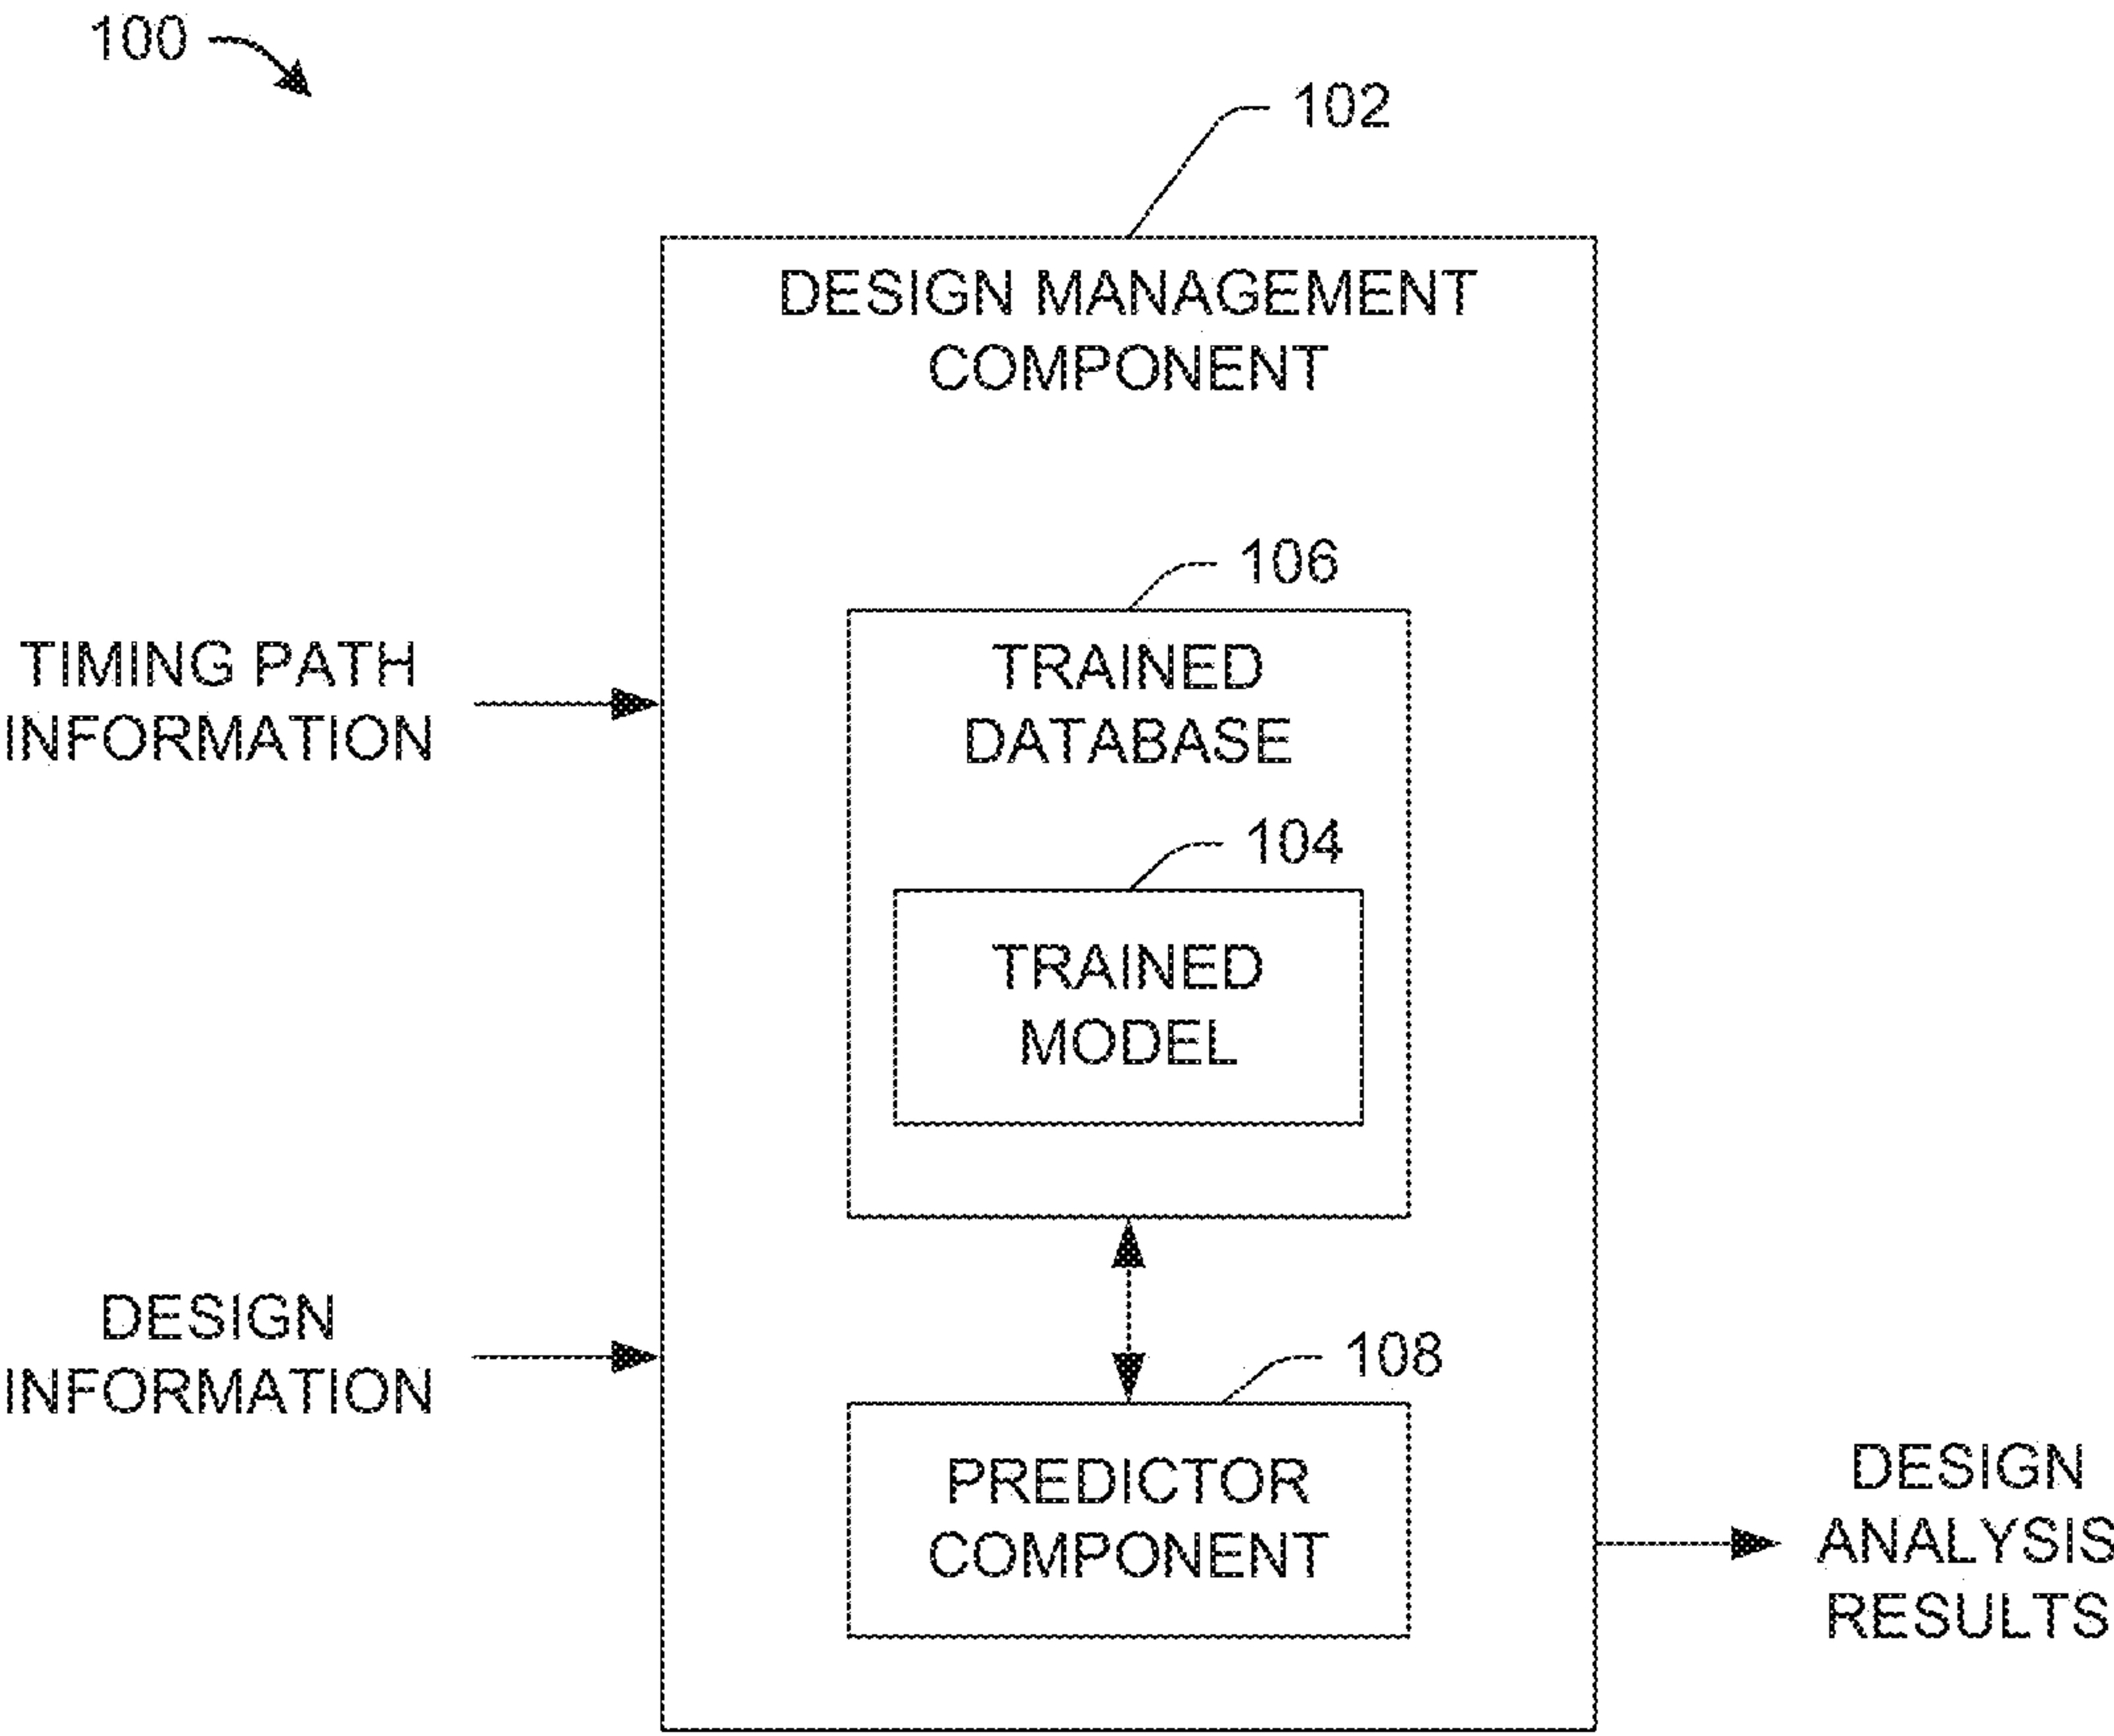 100
102
DESIGN MANAGEMENT
COMPONENT
106
TIMING PATH
INFORMATION
TRAINED
DATABASE
104
TRAINED
MODEL
DESIGN
INFORMATION
108
PREDICTOR
COMPONENT
DESIGN
ANALYSIS
RESULTS